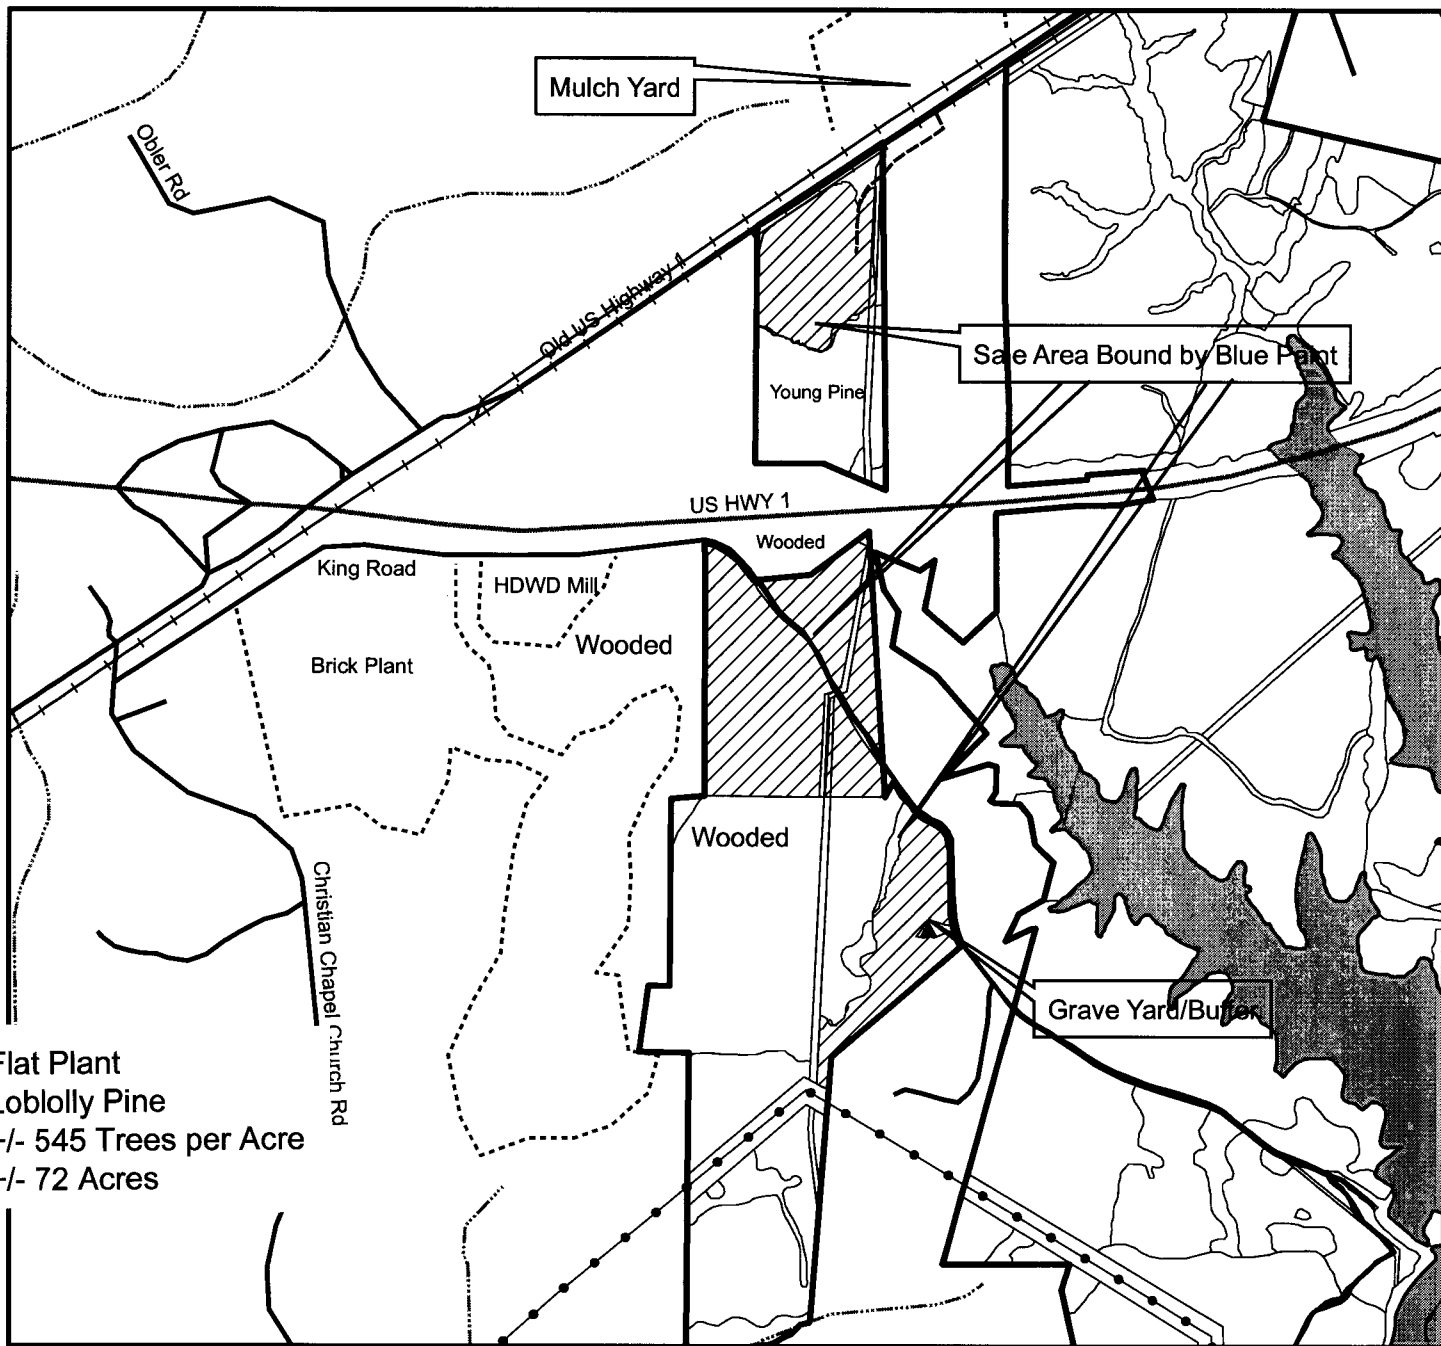 Mulch Yard
Obler Rd
Old US Highway 1
Sale Area Bound by Blue Paint
Young Pine
US HWY 1
Wooded
King Road
HDWD Mill
Wooded
Brick Plant
Wooded
Christian Chapel Church Rd
Grave Yard/Buffer
Flat Plant
Loblolly Pine
+/- 545 Trees per Acre
+/- 72 Acres